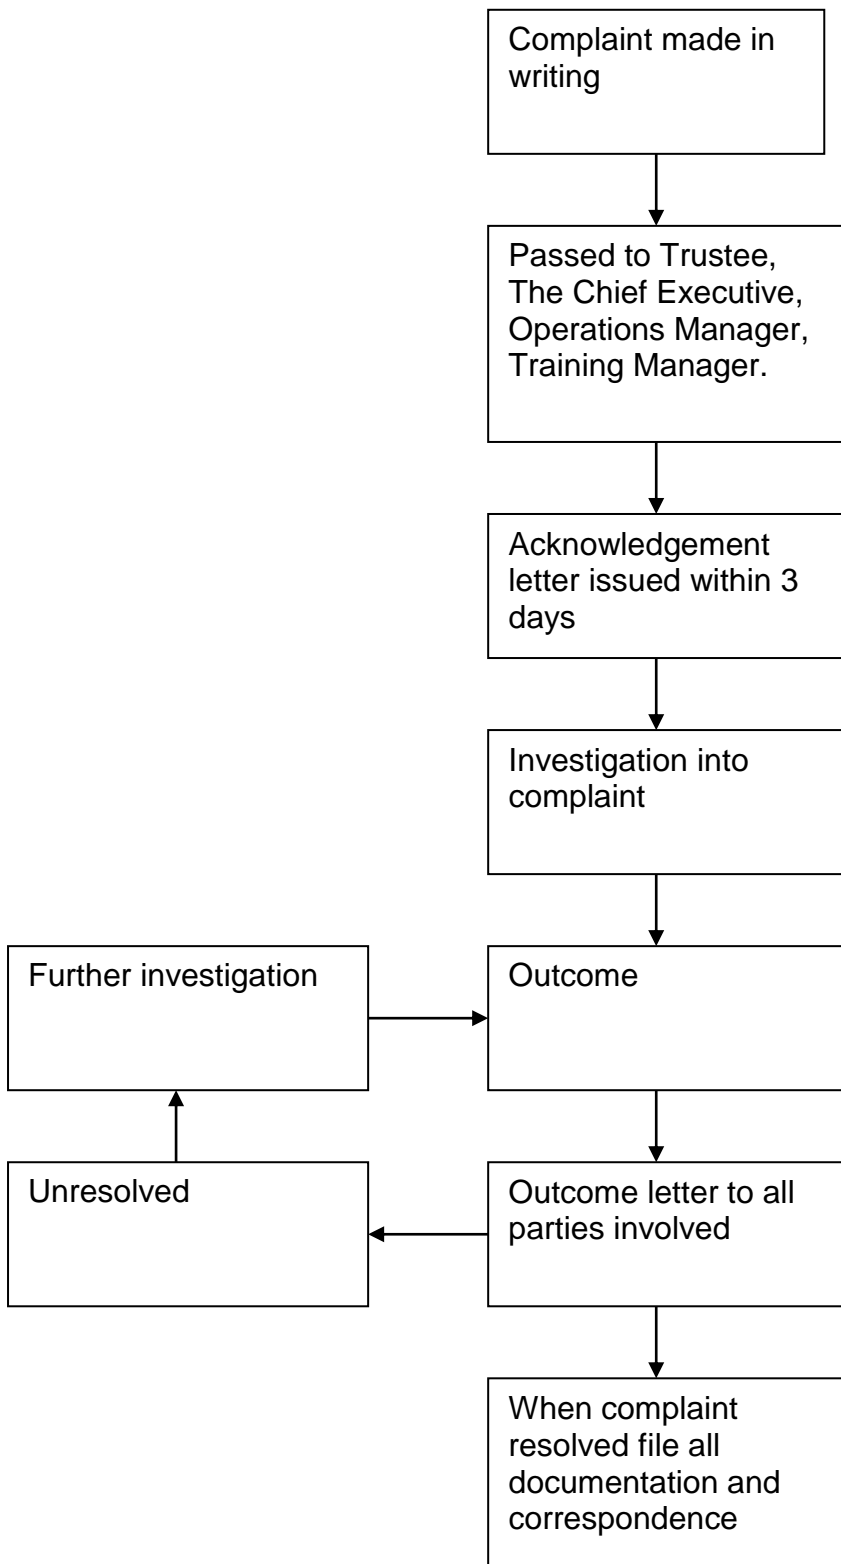 Complaint made in
writing
Passed to Trustee,
The Chief Executive,
Operations Manager,
Training Manager.
Acknowledgement
letter issued within 3
days
Investigation into
complaint
Further investigation
Outcome
Unresolved
Outcome letter to all
parties involved
When complaint
resolved file all
documentation and
correspondence